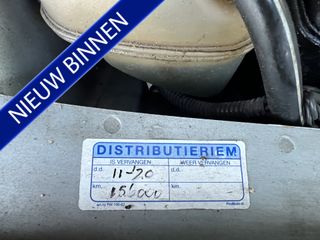 NIEUW BINNEN
DISTRIBUTIERIEM
IS VERVANGEN WEER VERVANGEN
d.d. 11-'20 d.d.
km. 156000 km.